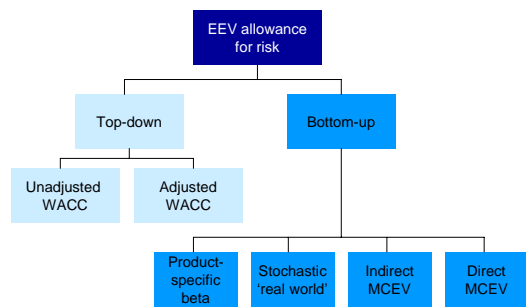 EEV allowance
for risk
Top-down
Bottom-up
Unadjusted
WACC
Adjusted
WACC
Product-
specific
beta
Stochastic
'real world'
Indirect
MCEV
Direct
MCEV